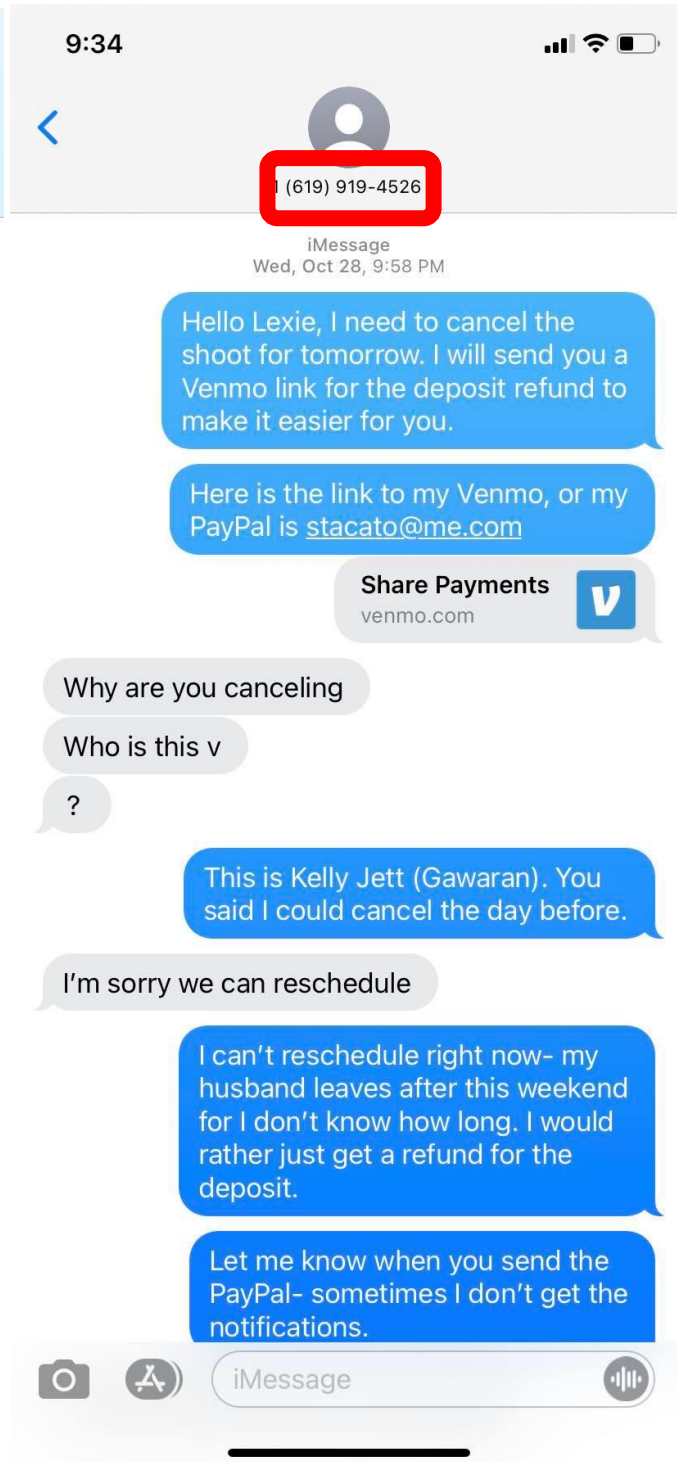 9:34
1 (619) 919-4526
iMessage
Wed, Oct 28, 9:58 PM
Hello Lexie, I need to cancel the
shoot for tomorrow. I will send you a
Venmo link for the deposit refund to
make it easier for you.
Here is the link to my Venmo, or my
PayPal is stacato@me.com
Share Payments
venmo.com
Why are you canceling
Who is this v
?
This is Kelly Jett (Gawaran). You
said I could cancel the day before.
I’m sorry we can reschedule
I can’t reschedule right now- my
husband leaves after this weekend
for I don’t know how long. I would
rather just get a refund for the
deposit.
Let me know when you send the
PayPal- sometimes I don’t get the
notifications.
iMessage